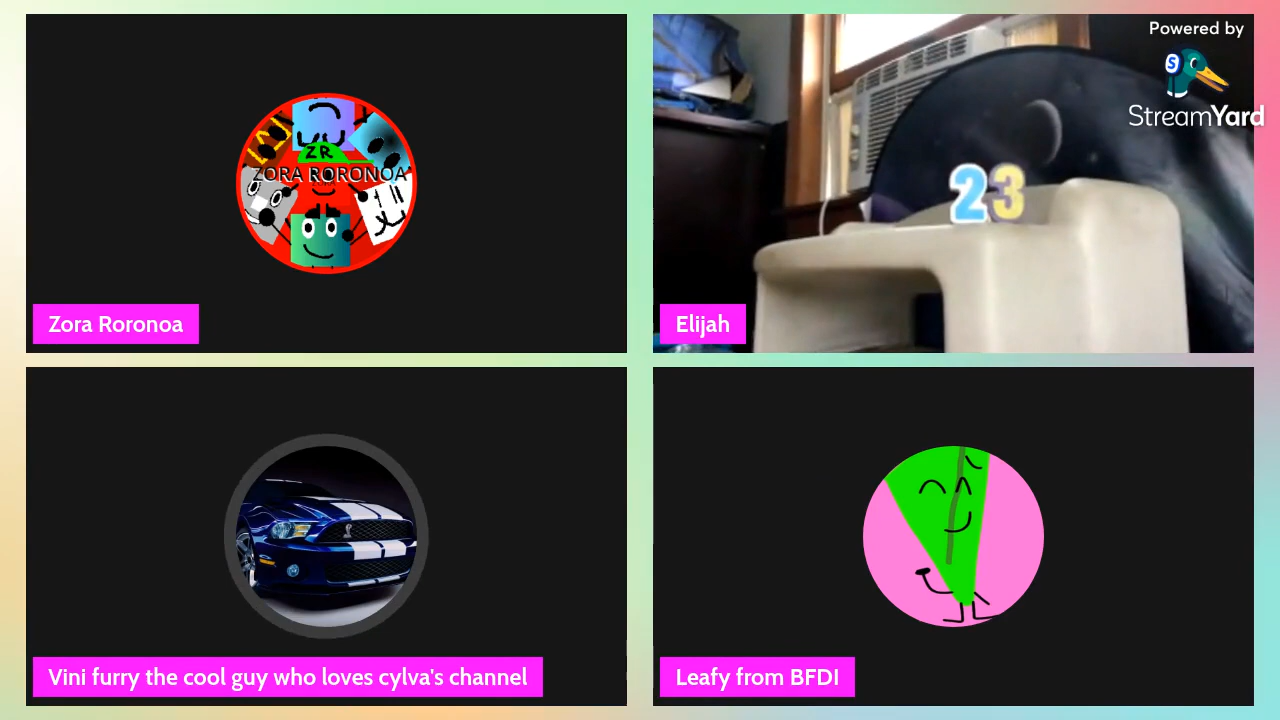 Powered by
S
StreamYard
ZR
ZORA RORONOA
23
Zora Roronoa
Elijah
Vini furry the cool guy who loves cylva's channel
Leafy from BFDI